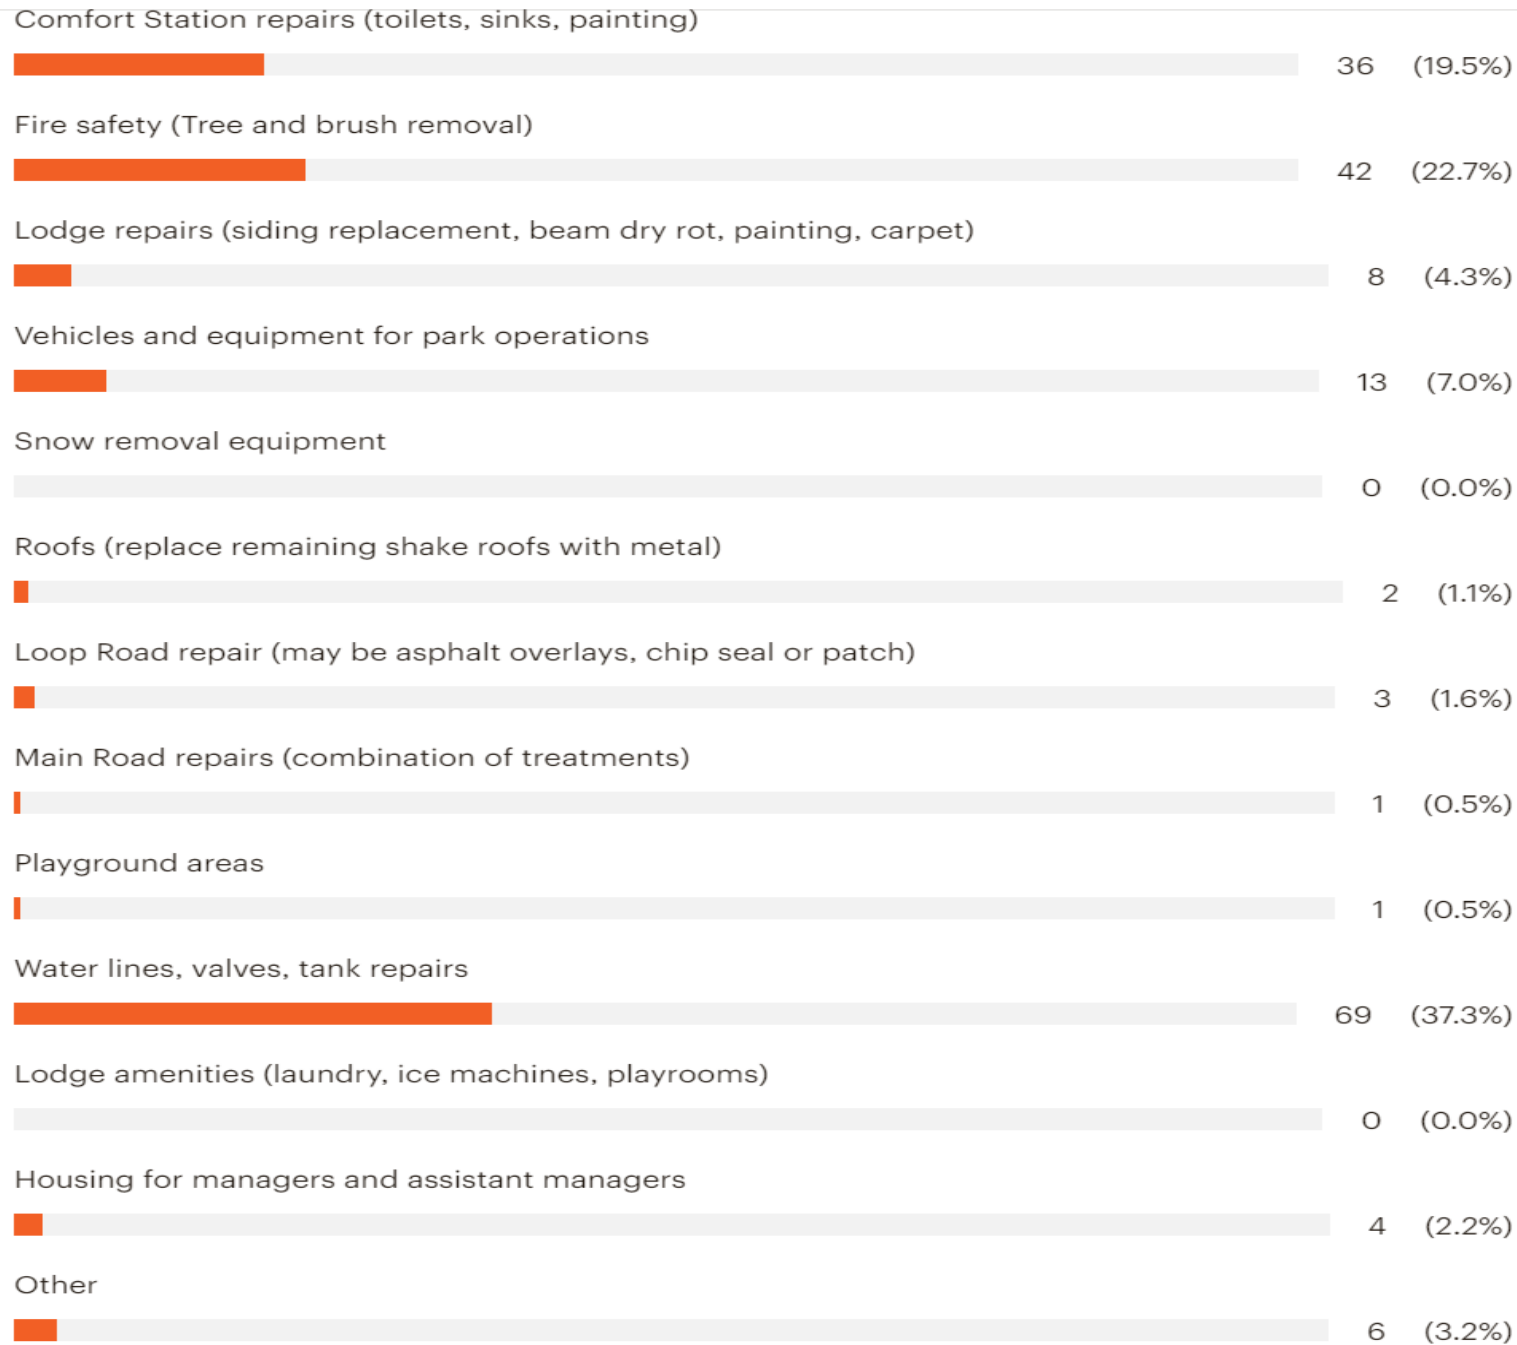 Comfort Station repairs (toilets, sinks, painting)
36 (19.5%)
Fire safety (Tree and brush removal)
42 (22.7%)
Lodge repairs (siding replacement, beam dry rot, painting, carpet)
8 (4.3%)
Vehicles and equipment for park operations
13 (7.0%)
Snow removal equipment
0 (0.0%)
Roofs (replace remaining shake roofs with metal)
2 (1.1%)
Loop Road repair (may be asphalt overlays, chip seal or patch)
3 (1.6%)
Main Road repairs (combination of treatments)
1 (0.5%)
Playground areas
1 (0.5%)
Water lines, valves, tank repairs
69 (37.3%)
Lodge amenities (laundry, ice machines, playrooms)
0 (0.0%)
Housing for managers and assistant managers
4 (2.2%)
Other
6 (3.2%)